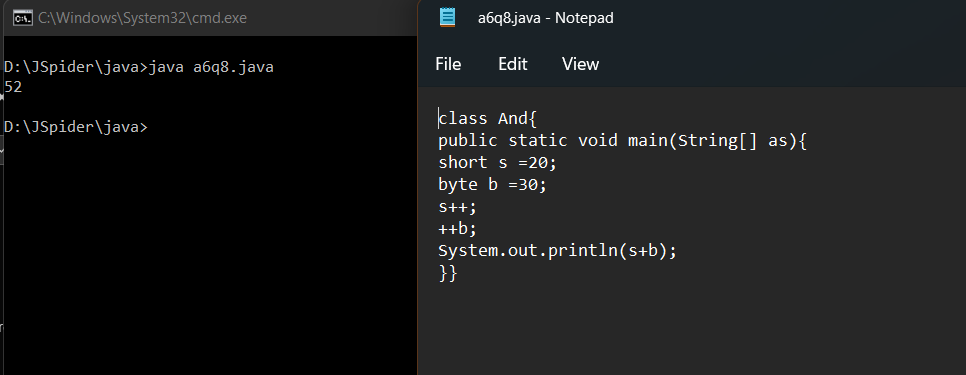 C:\Windows\System32\cmd.exe
D:\JSpider\java>java a6q8.java
52
D:\JSpider\java>
a6q8.java - Notepad
File Edit View
class And{
public static void main(String[] as){
short s =20;
byte b =30;
s++;
++b;
System.out.println(s+b);
}}